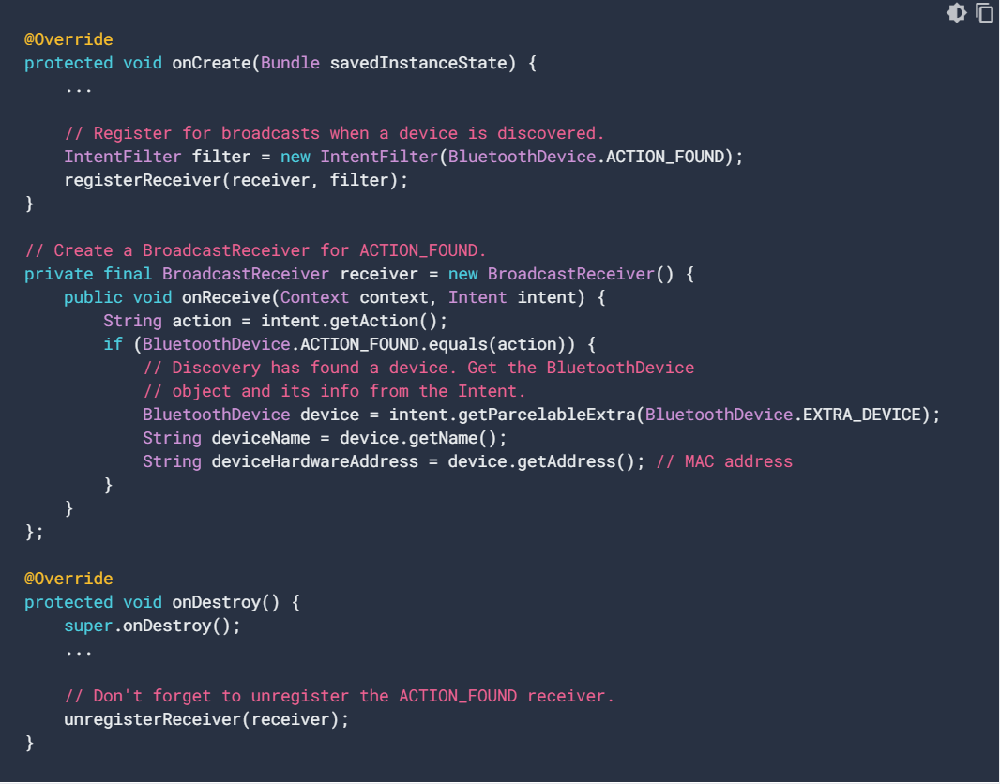 @Override
protected void onCreate(Bundle savedInstanceState) {
    ...

    // Register for broadcasts when a device is discovered.
    IntentFilter filter = new IntentFilter(BluetoothDevice.ACTION_FOUND);
    registerReceiver(receiver, filter);
}

// Create a BroadcastReceiver for ACTION_FOUND.
private final BroadcastReceiver receiver = new BroadcastReceiver() {
    public void onReceive(Context context, Intent intent) {
        String action = intent.getAction();
        if (BluetoothDevice.ACTION_FOUND.equals(action)) {
            // Discovery has found a device. Get the BluetoothDevice
            // object and its info from the Intent.
            BluetoothDevice device = intent.getParcelableExtra(BluetoothDevice.EXTRA_DEVICE);
            String deviceName = device.getName();
            String deviceHardwareAddress = device.getAddress(); // MAC address
        }
    }
};

@Override
protected void onDestroy() {
    super.onDestroy();
    ...

    // Don't forget to unregister the ACTION_FOUND receiver.
    unregisterReceiver(receiver);
}